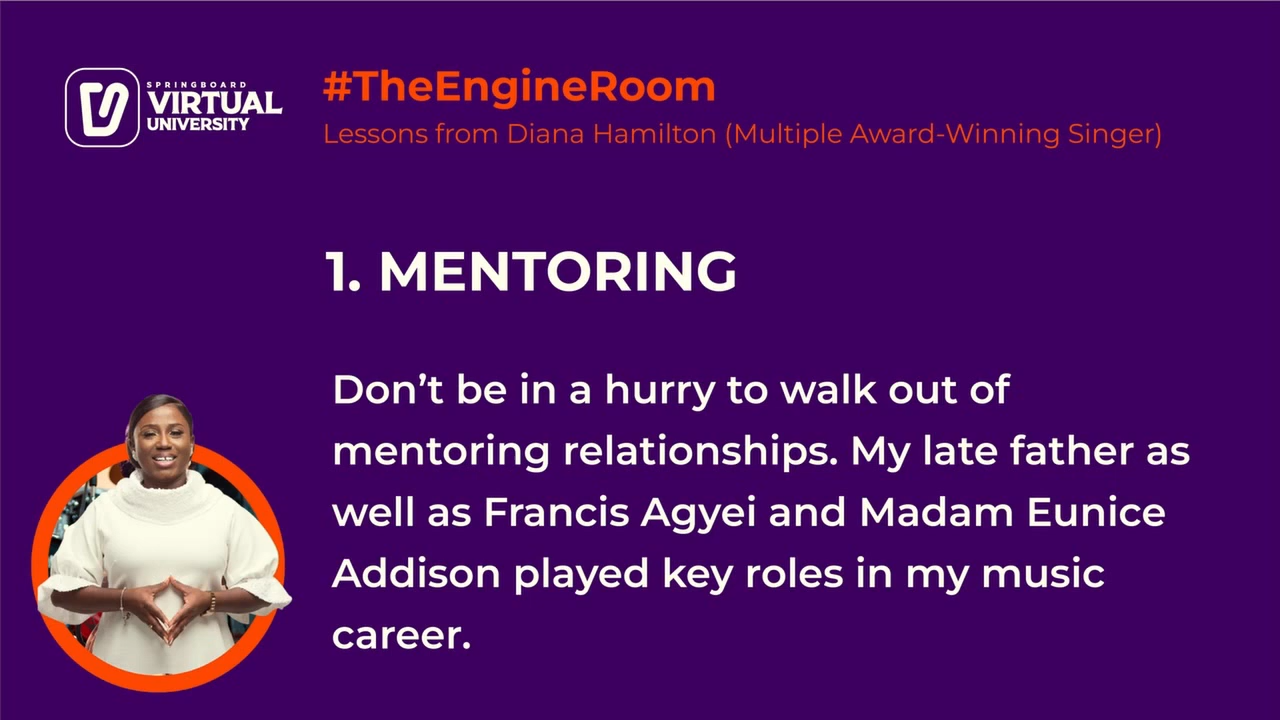 SPRINGBOARD
VIRTUAL
UNIVERSITY
#TheEngineRoom
Lessons from Diana Hamilton (Multiple Award-Winning Singer)
1. MENTORING
Don’t be in a hurry to walk out of
mentoring relationships. My late father as
well as Francis Agyei and Madam Eunice
Addison played key roles in my music
career.